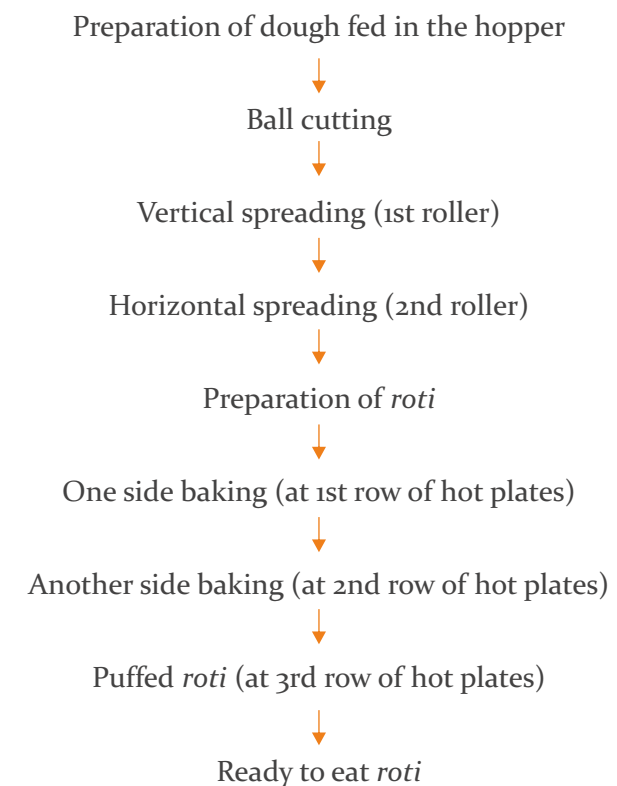 Preparation of dough fed in the hopper
Ball cutting
Vertical spreading (1st roller)
Horizontal spreading (2nd roller)
Preparation of roti
One side baking (at 1st row of hot plates)
Another side baking (at 2nd row of hot plates)
Puffed roti (at 3rd row of hot plates)
Ready to eat roti